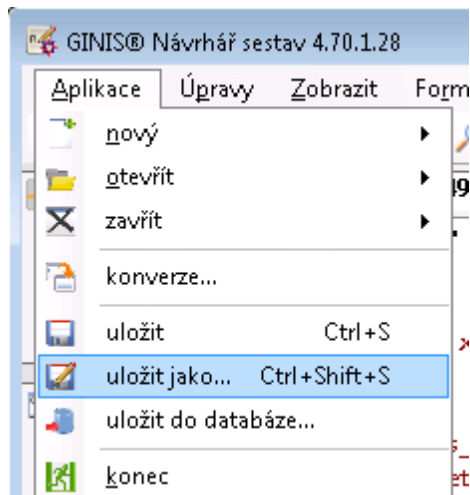 GINIS® Návrhář sestav 4.70.1.28
Aplikace Úpravy Zobrazit
nový
otevřít
zavřít
konverze...
uložit Ctrl+S
uložit jako... Ctrl+Shift+S
uložit do databáze...
konec